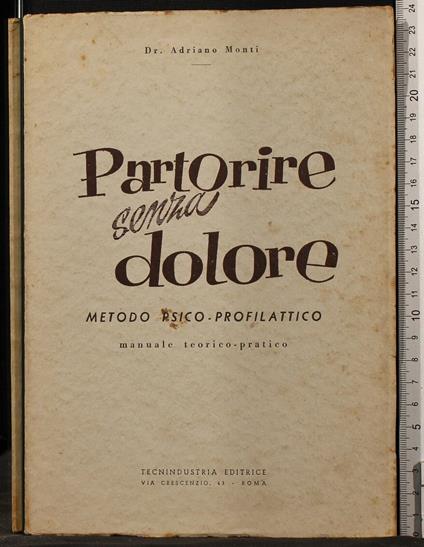 Dr. Adriano Monti
Partorire
senza
dolore
METODO PSICO-PROFILATTICO
manuale teorico-pratico
TECNINDUSTRIA EDITRICE
VIA CRESCENZIO, 43 - ROMA